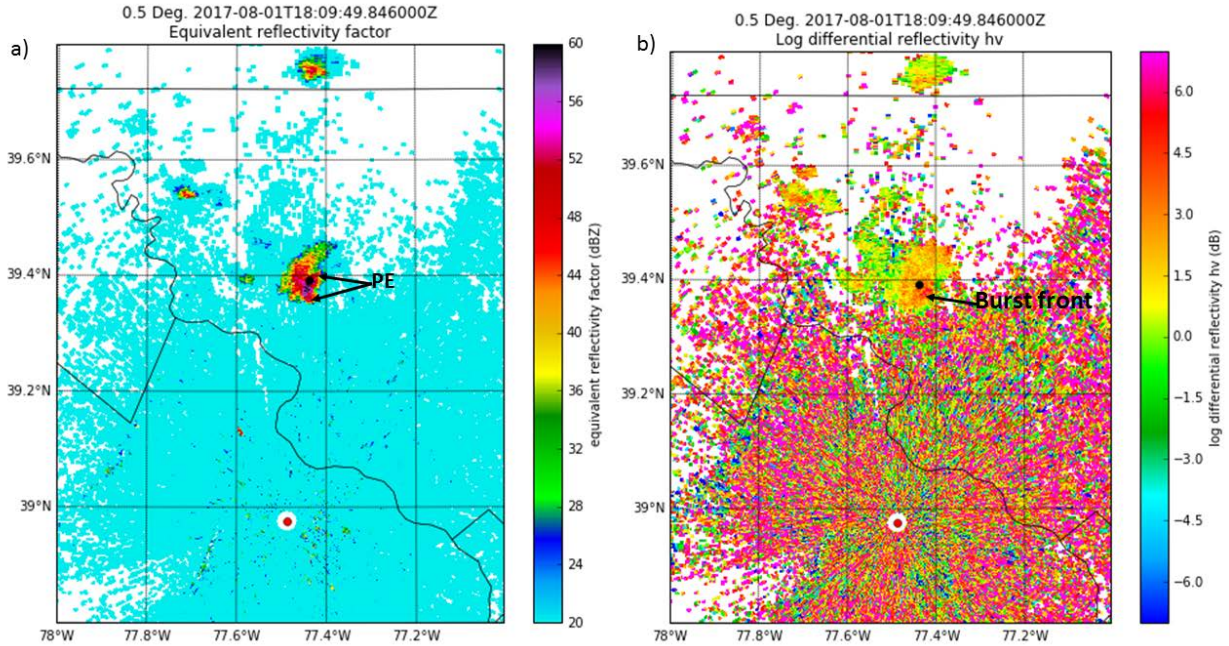 a)
0.5 Deg. 2017-08-01T18:09:49.846000Z
Equivalent reflectivity factor
39.6°N
39.4°N
39.2°N
39°N
78°W
77.8°W
77.6°W
77.4°W
77.2°W
PE
60
56
52
48
44
40
36
32
28
24
20
equivalent reflectivity factor (dBZ)
b)
0.5 Deg. 2017-08-01T18:09:49.846000Z
Log differential reflectivity hv
39.6°N
39.4°N
39.2°N
39°N
78°W
77.8°W
77.6°W
77.4°W
77.2°W
Burst front
6.0
4.5
3.0
1.5
0.0
−1.5
−3.0
−4.5
−6.0
log differential reflectivity hv (dB)